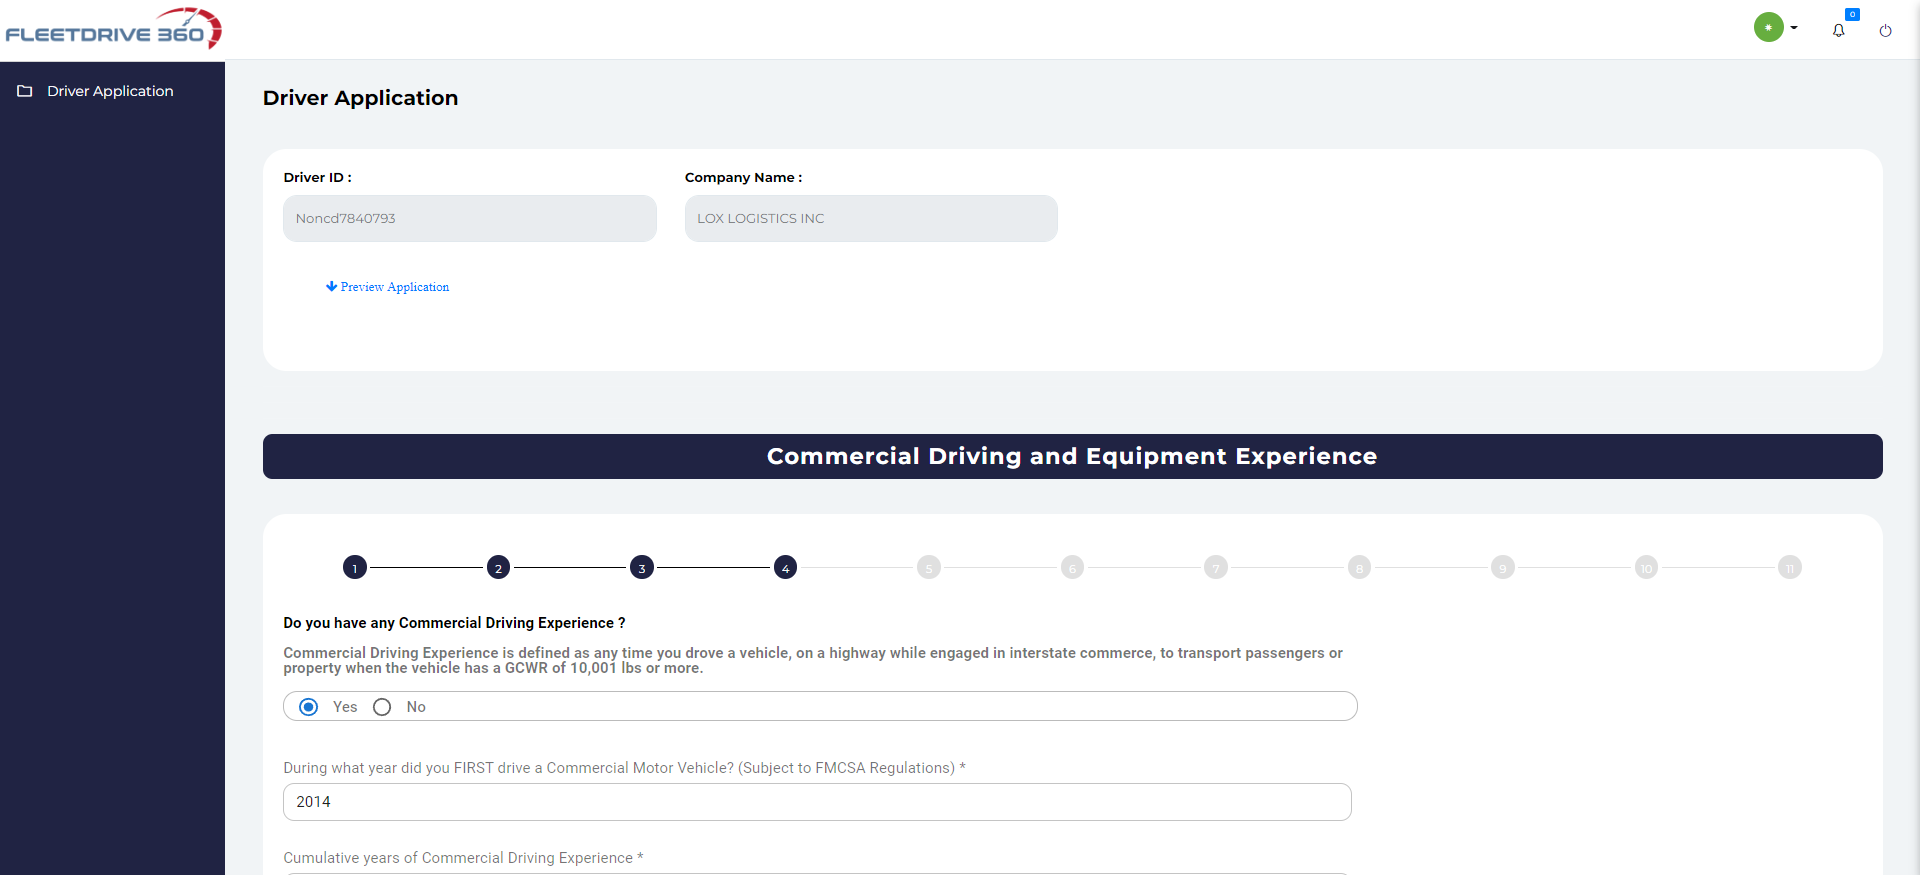 FLEETDRIVE 360
0
Driver Application
Driver Application
Driver ID :
Company Name :
Noncd7840793
LOX LOGISTICS INC
Preview Application
Commercial Driving and Equipment Experience
1 2 3 4 5 6 7 8 9 10 11
Do you have any Commercial Driving Experience ?
Commercial Driving Experience is defined as any time you drove a vehicle, on a highway while engaged in interstate commerce, to transport passengers or
property when the vehicle has a GCWR of 10,001 lbs or more.
Yes No
During what year did you FIRST drive a Commercial Motor Vehicle? (Subject to FMCSA Regulations) *
2014
Cumulative years of Commercial Driving Experience *